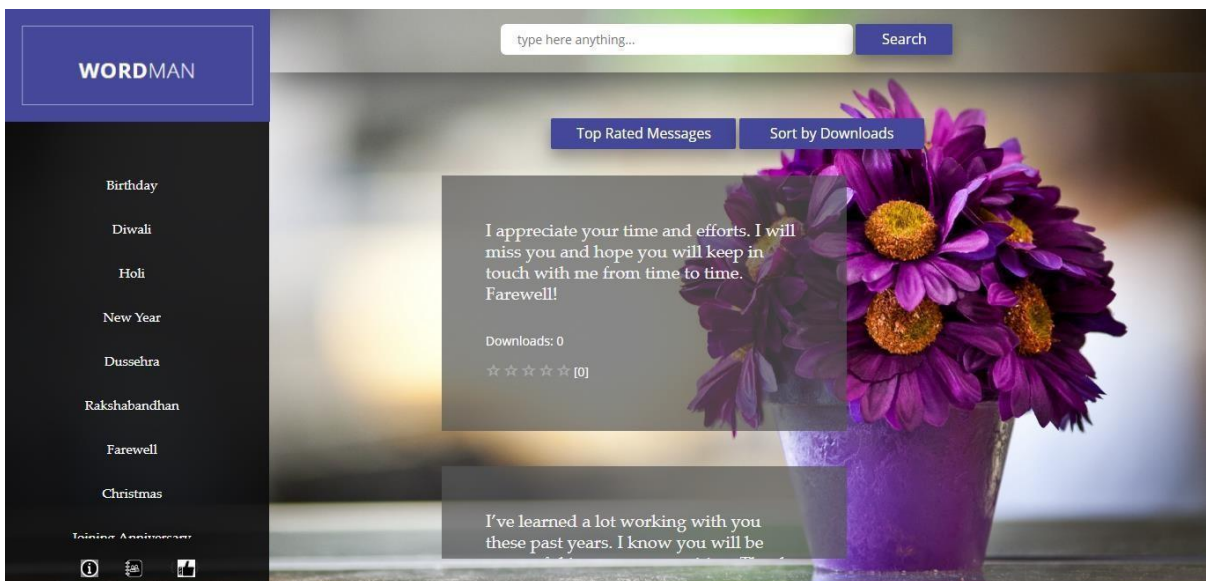 WORDMAN
type here anything...
Search
Top Rated Messages
Sort by Downloads
Birthday
Diwali
Holi
New Year
Dussehra
Rakshabandhan
Farewell
Christmas
Joining Anniversary
I appreciate your time and efforts. I will
miss you and hope you will keep in
touch with me from time to time.
Farewell!
Downloads: 0
[0]
I've learned a lot working with you
these past years. I know you will be